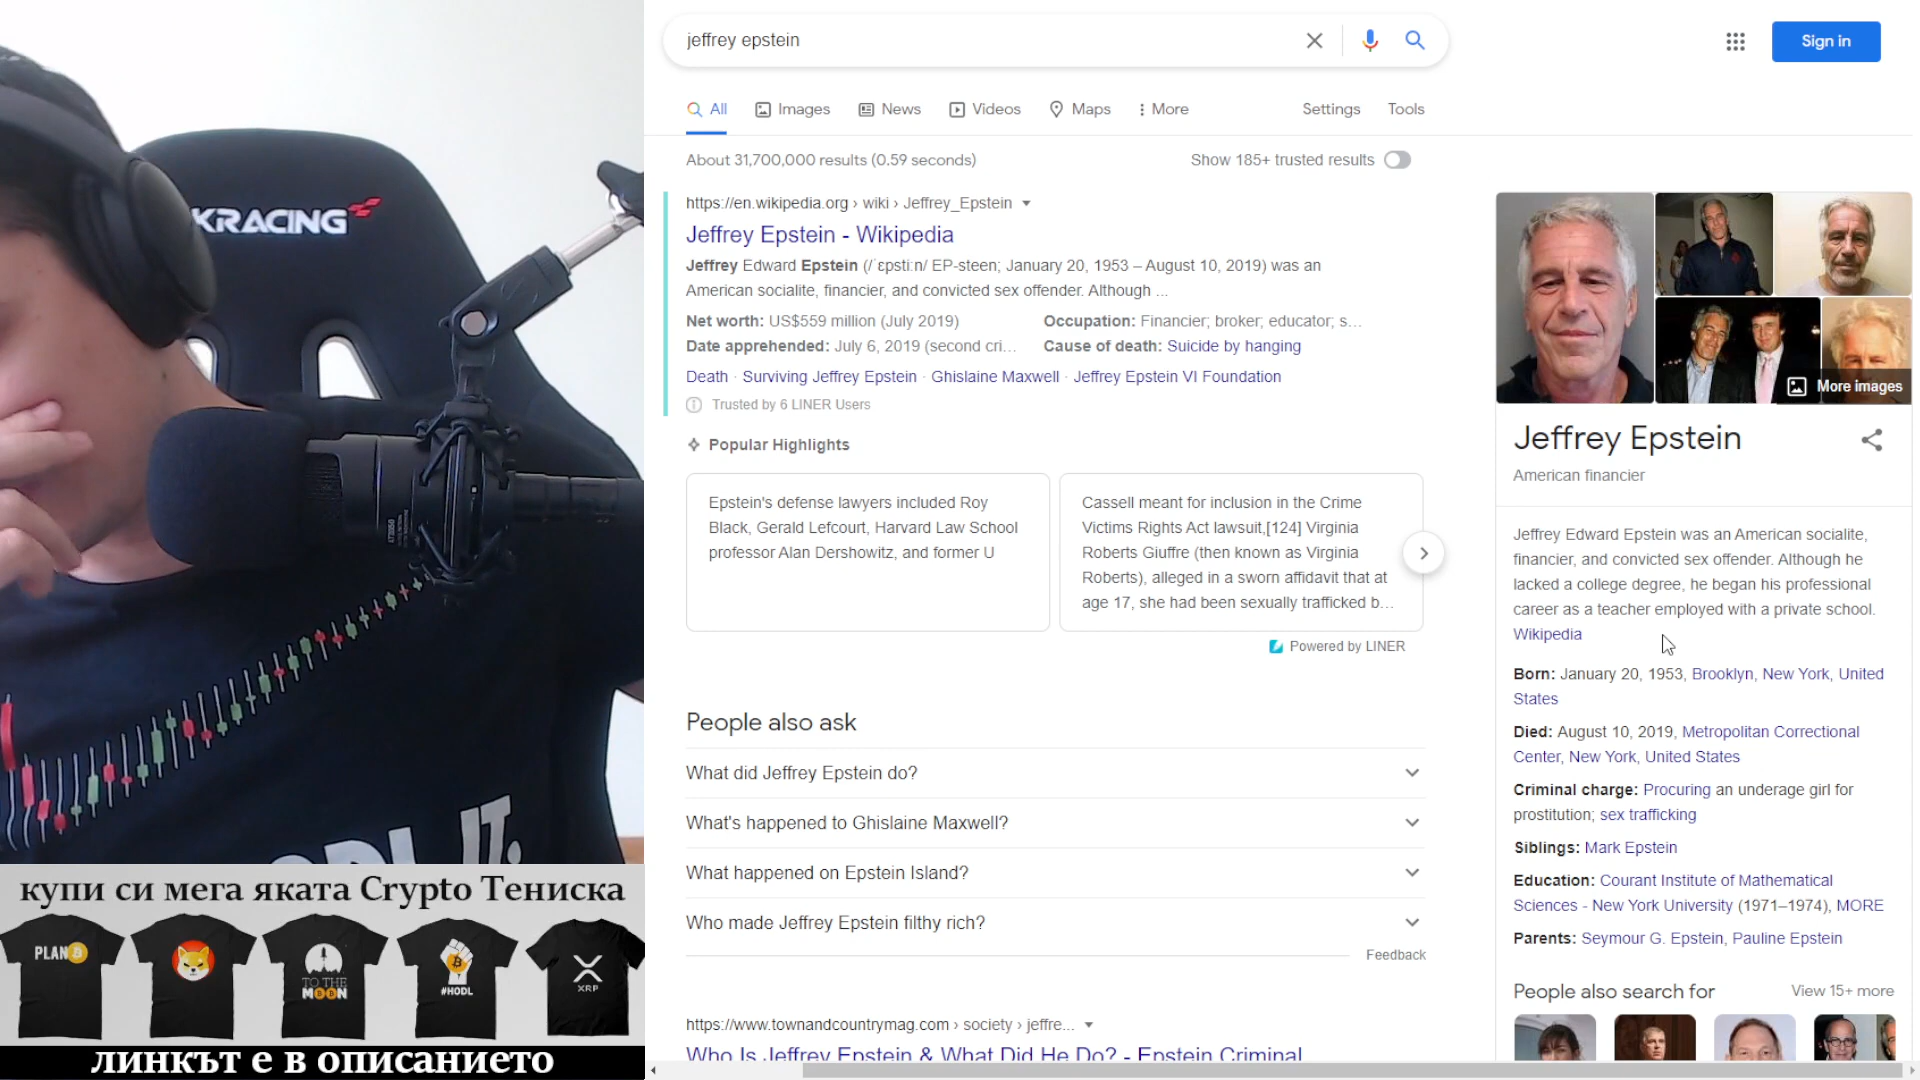 jeffrey epstein
Sign in
All
Images
News
Videos
Maps
More
Settings
Tools
About 31,700,000 results (0.59 seconds)
Show 185+ trusted results
https://en.wikipedia.org › wiki › Jeffrey_Epstein
Jeffrey Epstein - Wikipedia
Jeffrey Edward Epstein (/ˈɛpstiːn/ EP-steen; January 20, 1953 – August 10, 2019) was an
American socialite, financier, and convicted sex offender. Although ...
Net worth: US$559 million (July 2019)
Occupation: Financier; broker; educator; s...
Date apprehended: July 6, 2019 (second cri...
Cause of death: Suicide by hanging
Death · Surviving Jeffrey Epstein · Ghislaine Maxwell · Jeffrey Epstein VI Foundation
Trusted by 6 LINER Users
Popular Highlights
Epstein's defense lawyers included Roy
Black, Gerald Lefcourt, Harvard Law School
professor Alan Dershowitz, and former U
Cassell meant for inclusion in the Crime
Victims Rights Act lawsuit,[124] Virginia
Roberts Giuffre (then known as Virginia
Roberts), alleged in a sworn affidavit that at
age 17, she had been sexually trafficked b...
Powered by LINER
People also ask
What did Jeffrey Epstein do?
What's happened to Ghislaine Maxwell?
What happened on Epstein Island?
Who made Jeffrey Epstein filthy rich?
Feedback
https://www.townandcountrymag.com › society › jeffre...
Who Is Jeffrey Epstein & What Did He Do? - Epstein Criminal
More images
Jeffrey Epstein
American financier
Jeffrey Edward Epstein was an American socialite,
financier, and convicted sex offender. Although he
lacked a college degree, he began his professional
career as a teacher employed with a private school.
Wikipedia
Born: January 20, 1953, Brooklyn, New York, United
States
Died: August 10, 2019, Metropolitan Correctional
Center, New York, United States
Criminal charge: Procuring an underage girl for
prostitution; sex trafficking
Siblings: Mark Epstein
Education: Courant Institute of Mathematical
Sciences - New York University (1971–1974), MORE
Parents: Seymour G. Epstein, Pauline Epstein
People also search for
View 15+ more
KRACING
IT.
купи си мега яката Crypto Тениска
PLAN B
TO THE
MOON
#HODL
XRP
линкът е в описанието